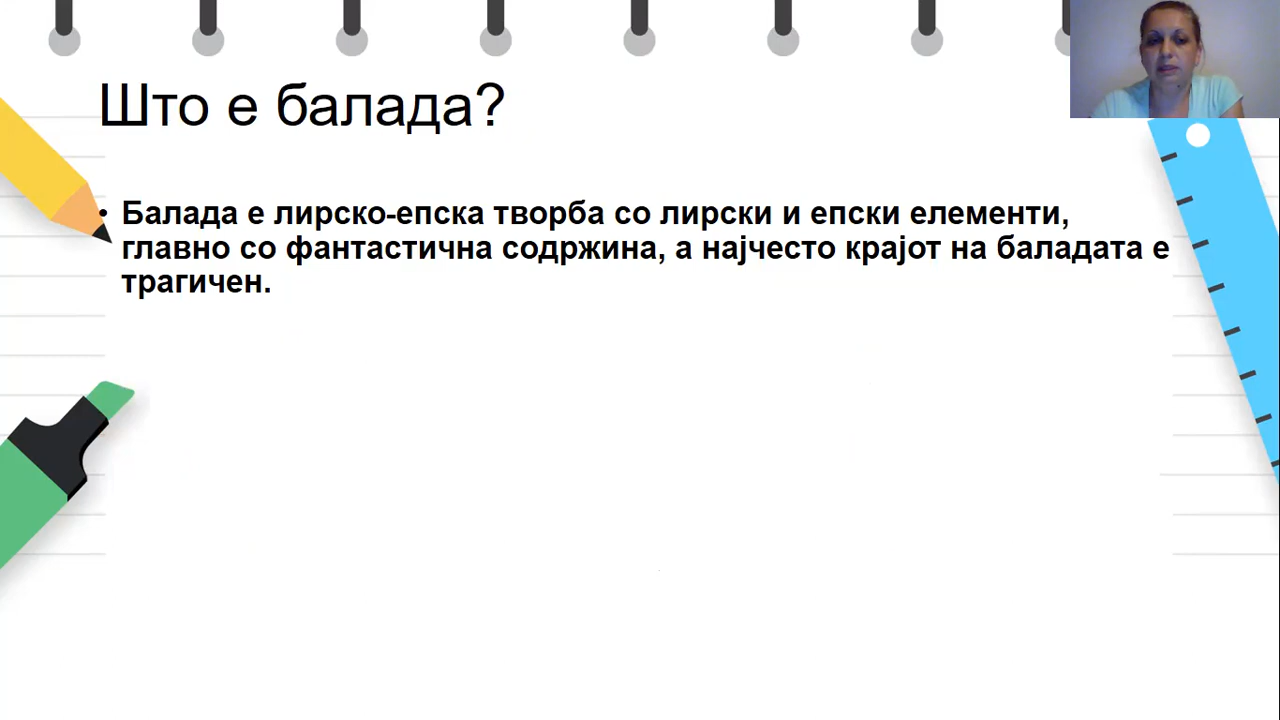 Што е балада?
• Балада е лирско-епска творба со лирски и епски елементи,
главно со фантастична содржина, а најчесто крајот на баладата е
трагичен.